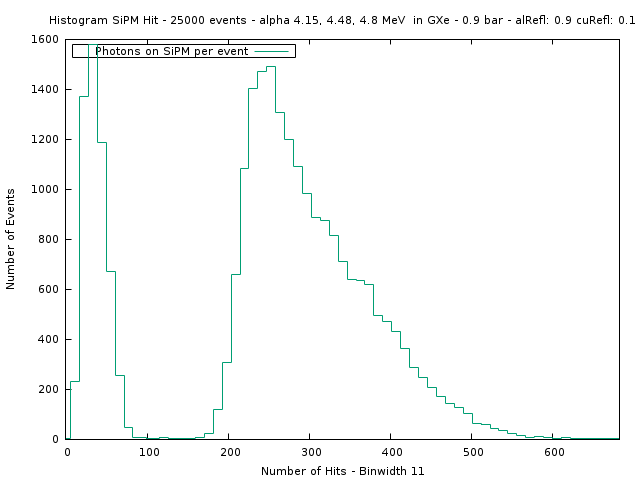 Histogram SiPM Hit - 25000 events - alpha 4.15, 4.48, 4.8 MeV  in GXe - 0.9 bar - alRefl: 0.9 cuRefl: 0.1
Photons on SiPM per event
1600
1400
1200
1000
800
600
400
200
0
Number of Events
0 100 200 300 400 500 600
Number of Hits - Binwidth 11